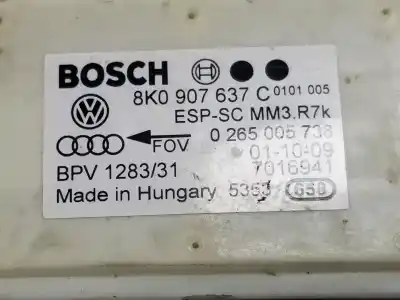 BOSCH
8K0 907 637 C 0101 005
ESP-SC MM3.R7k
FOV 0 265 005 738
01-10-09
BPV 1283/31 7016941
Made in Hungary 5353 650